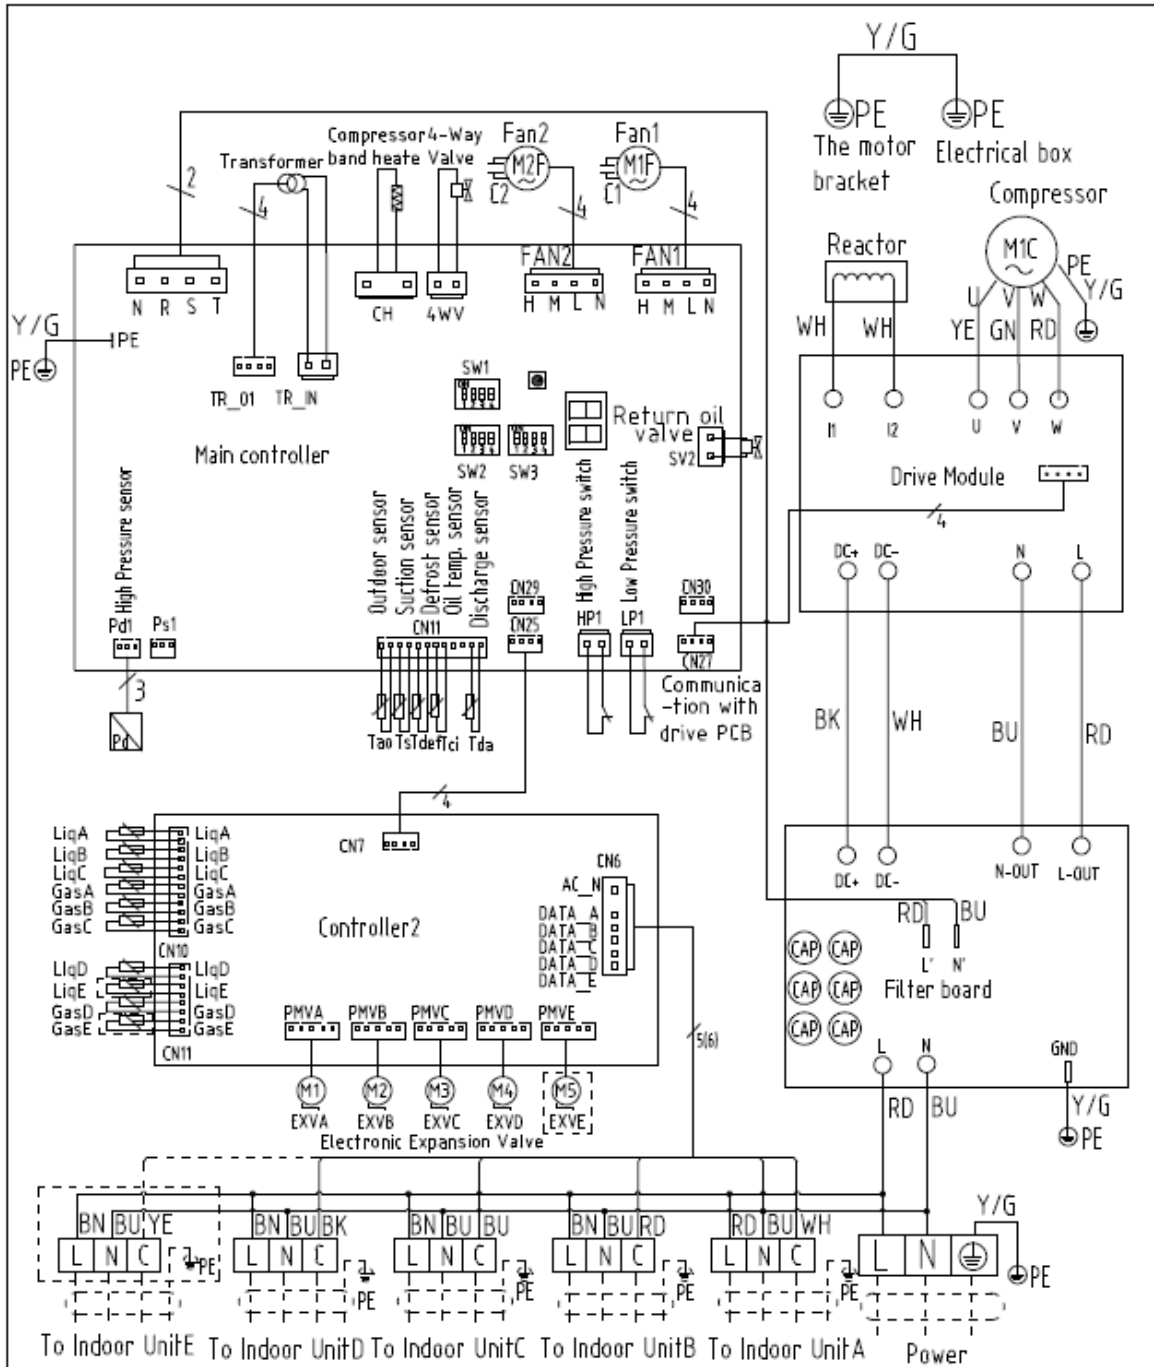 Y/G
PE
PE
The motor
bracket
Electrical box
Compressor 4-Way
band heate Valve
Fan2
Fan1
Transformer
M2F
M1F
C2
C1
2
4
4
4
Compressor
M1C
Reactor
PE
Y/G
U V W
WH
WH
YE
GN
RD
FAN2
FAN1
N R S T
CH
4WV
H M L N
H M L N
Y/G
PE
PE
TR_01
TR_IN
SW1
ON
1 2 3 4
SW2
SW3
Return oil
valve
SV2
Main controller
I1
I2
U
V
W
Drive Module
4
High Pressure sensor
Outdoor sensor
Suction sensor
Defrost sensor
Oil temp. sensor
Discharge sensor
High Pressure switch
Low Pressure switch
DC+
DC-
N
L
CN29
CN30
Pd1
Ps1
CN11
CN25
HP1
LP1
CN27
3
Pd
Tao
Ts
Tdef
Tci
Tda
Communica
-tion with
drive PCB
BK
WH
BU
RD
4
LiqA
LiqB
LiqC
GasA
GasB
GasC
LiqA
LiqB
LiqC
GasA
GasB
GasC
CN10
CN7
CN6
AC_N
DATA_A
DATA_B
DATA_C
DATA_D
DATA_E
Controller2
DC+
DC-
N-OUT
L-OUT
RD
BU
L'
N'
CAP
CAP
CAP
CAP
CAP
CAP
Filter board
LIqD
LiqE
GasD
GasE
LIqD
LiqE
GasD
GasE
CN11
PMVA
PMVB
PMVC
PMVD
PMVE
5(6)
L
N
GND
M1
M2
M3
M4
M5
EXVA
EXVB
EXVC
EXVD
EXVE
Electronic Expansion Valve
RD
BU
Y/G
PE
BN BU YE
BN BU BK
BN BU BU
BN BU RD
RD BU WH
Y/G
L N C
L N C
L N C
L N C
L N C
L N
PE
PE
PE
PE
PE
PE
To Indoor UnitE
To Indoor UnitD
To Indoor UnitC
To Indoor UnitB
To Indoor UnitA
Power